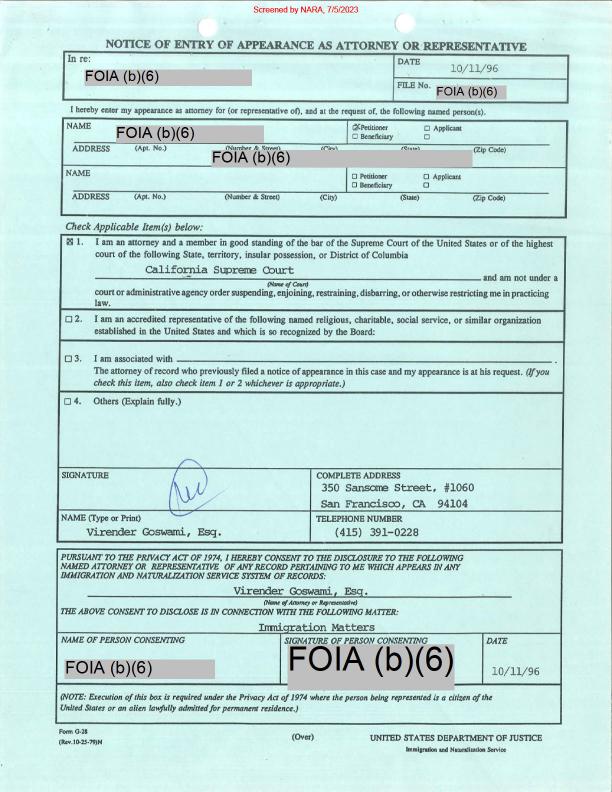 Screened by NARA, 7/5/2023
NOTICE OF ENTRY OF APPEARANCE AS ATTORNEY OR REPRESENTATIVE
In re:
FOIA (b)(6)
DATE
10/11/96
FILE No. FOIA (b)(6)
I hereby enter my appearance as attorney for (or representative of), and at the request of, the following named person(s).
NAME FOIA (b)(6)
☒ Petitioner ☐ Applicant
☐ Beneficiary ☐
ADDRESS (Apt. No.) (Number & Street) (City) (State) (Zip Code)
FOIA (b)(6)
NAME
☐ Petitioner ☐ Applicant
☐ Beneficiary ☐
ADDRESS (Apt. No.) (Number & Street) (City) (State) (Zip Code)
Check Applicable Item(s) below:
☒ 1. I am an attorney and a member in good standing of the bar of the Supreme Court of the United States or of the highest
court of the following State, territory, insular possession, or District of Columbia
California Supreme Court and am not under a
(Name of Court)
court or administrative agency order suspending, enjoining, restraining, disbarring, or otherwise restricting me in practicing
law.
☐ 2. I am an accredited representative of the following named religious, charitable, social service, or similar organization
established in the United States and which is so recognized by the Board:
☐ 3. I am associated with .
The attorney of record who previously filed a notice of appearance in this case and my appearance is at his request. (If you
check this item, also check item 1 or 2 whichever is appropriate.)
☐ 4. Others (Explain fully.)
SIGNATURE
COMPLETE ADDRESS
350 Sansome Street, #1060
San Francisco, CA 94104
NAME (Type or Print)
Virender Goswami, Esq.
TELEPHONE NUMBER
(415) 391-0228
PURSUANT TO THE PRIVACY ACT OF 1974, I HEREBY CONSENT TO THE DISCLOSURE TO THE FOLLOWING
NAMED ATTORNEY OR REPRESENTATIVE OF ANY RECORD PERTAINING TO ME WHICH APPEARS IN ANY
IMMIGRATION AND NATURALIZATION SERVICE SYSTEM OF RECORDS:
Virender Goswami, Esq.
(Name of Attorney or Representative)
THE ABOVE CONSENT TO DISCLOSE IS IN CONNECTION WITH THE FOLLOWING MATTER:
Immigration Matters
NAME OF PERSON CONSENTING
FOIA (b)(6)
SIGNATURE OF PERSON CONSENTING
FOIA (b)(6)
DATE
10/11/96
(NOTE: Execution of this box is required under the Privacy Act of 1974 where the person being represented is a citizen of the
United States or an alien lawfully admitted for permanent residence.)
Form G-28
(Rev.10-25-79)N
(Over)
UNITED STATES DEPARTMENT OF JUSTICE
Immigration and Naturalization Service